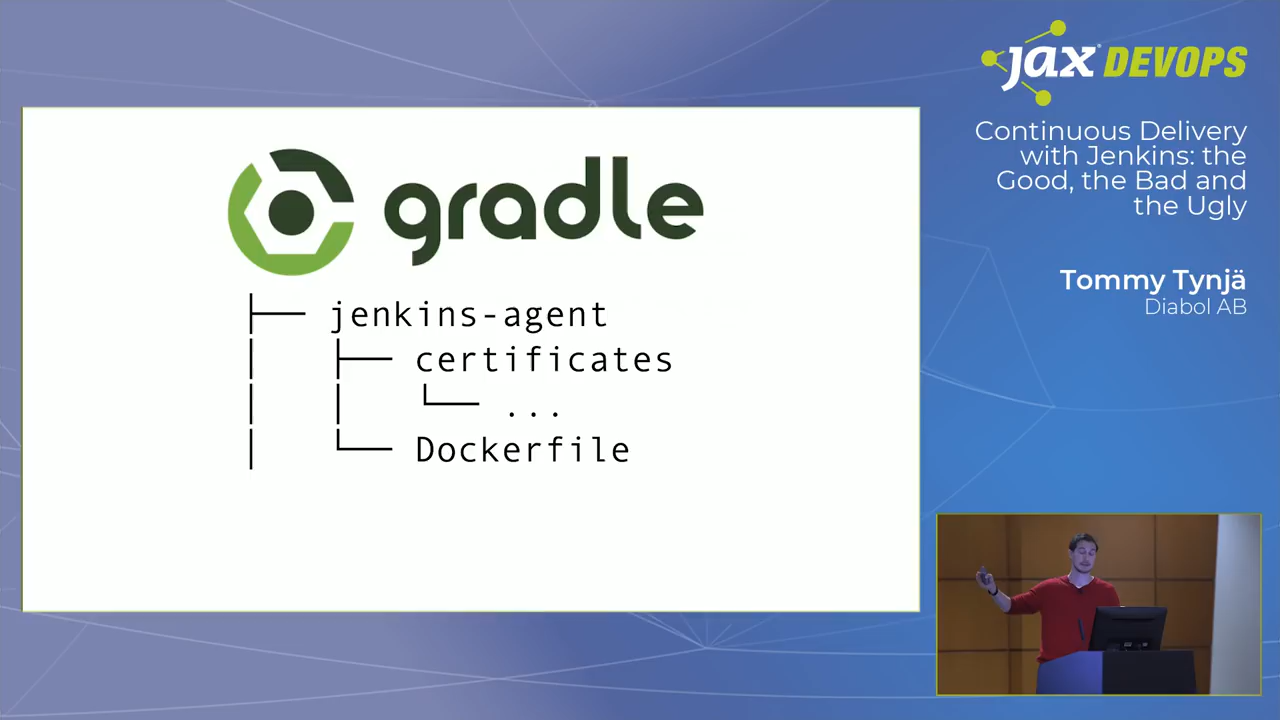 jax DEVOPS
Continuous Delivery
with Jenkins: the
Good, the Bad and
the Ugly
Tommy Tynjä
Diabol AB
gradle
├── jenkins-agent
│   ├── certificates
│   │   └── ...
│   └── Dockerfile